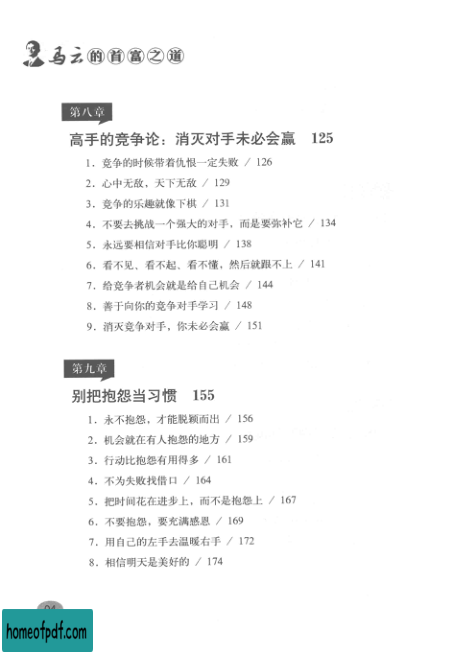 马云的首富之道
第八章
高手的竞争论：消灭对手未必会赢 125
1．竞争的时候带着仇恨一定失败 / 126
2．心中无敌，天下无敌 / 129
3．竞争的乐趣就像下棋 / 131
4．不要去挑战一个强大的对手，而是要弥补它 / 134
5．永远要相信对手比你聪明 / 138
6．看不见、看不起、看不懂，然后就跟不上 / 141
7．给竞争者机会就是给自己机会 / 144
8．善于向你的竞争对手学习 / 148
9．消灭竞争对手，你未必会赢 / 151
第九章
别把抱怨当习惯 155
1．永不抱怨，才能脱颖而出 / 156
2．机会就在有人抱怨的地方 / 159
3．行动比抱怨有用得多 / 161
4．不为失败找借口 / 164
5．把时间花在进步上，而不是抱怨上 / 167
6．不要抱怨，要充满感恩 / 169
7．用自己的左手去温暖右手 / 172
8．相信明天是美好的 / 174
homeofpdf.com